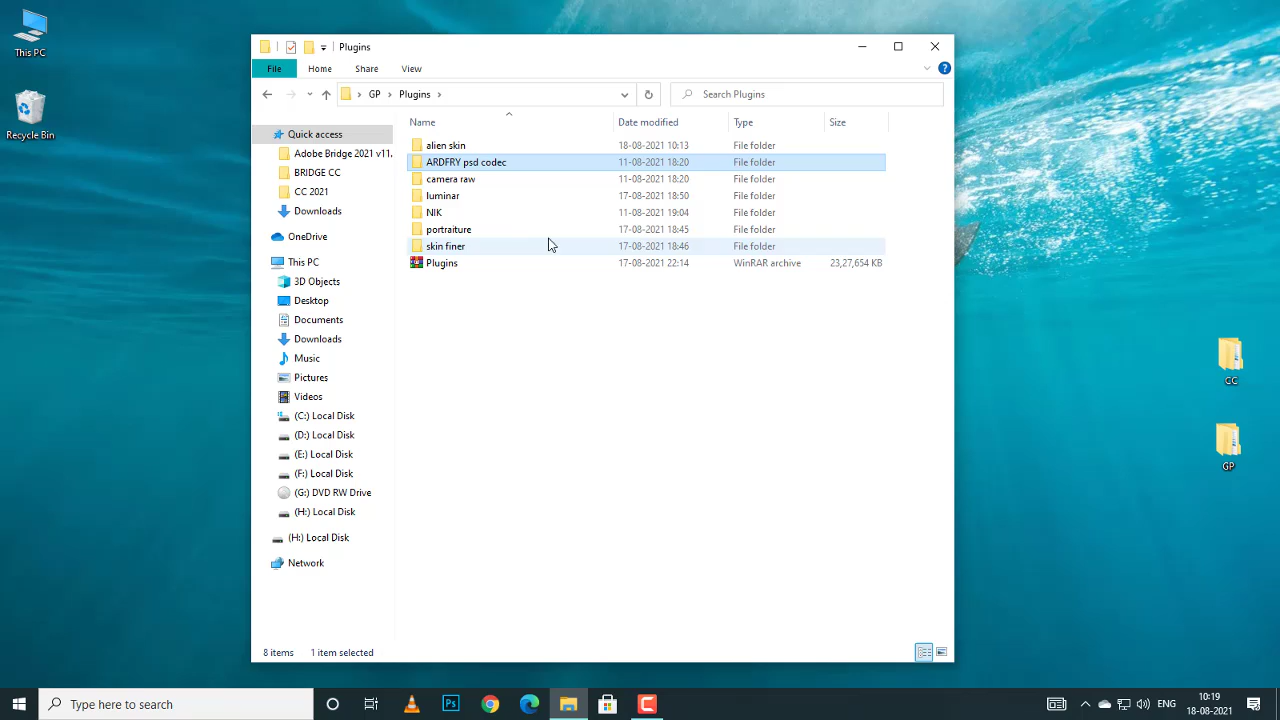 This PC
Recycle Bin
Plugins
File Home Share View
GP Plugins
Search Plugins
Name Date modified Type Size
Quick access
Adobe Bridge 2021 v11.
BRIDGE CC
CC 2021
Downloads
OneDrive
This PC
3D Objects
Desktop
Documents
Downloads
Music
Pictures
Videos
(C:) Local Disk
(D:) Local Disk
(E:) Local Disk
(F:) Local Disk
(G:) DVD RW Drive
(H:) Local Disk
(H:) Local Disk
Network
alien skin 18-08-2021 10:13 File folder
ARDFRY psd codec 11-08-2021 18:20 File folder
camera raw 11-08-2021 18:20 File folder
luminar 17-08-2021 18:50 File folder
NIK 11-08-2021 19:04 File folder
portraiture 17-08-2021 18:45 File folder
skin finer 17-08-2021 18:46 File folder
Plugins 17-08-2021 22:14 WinRAR archive 23,27,654 KB
8 items 1 item selected
CC
GP
Type here to search
Ps
ENG
10:19
18-08-2021